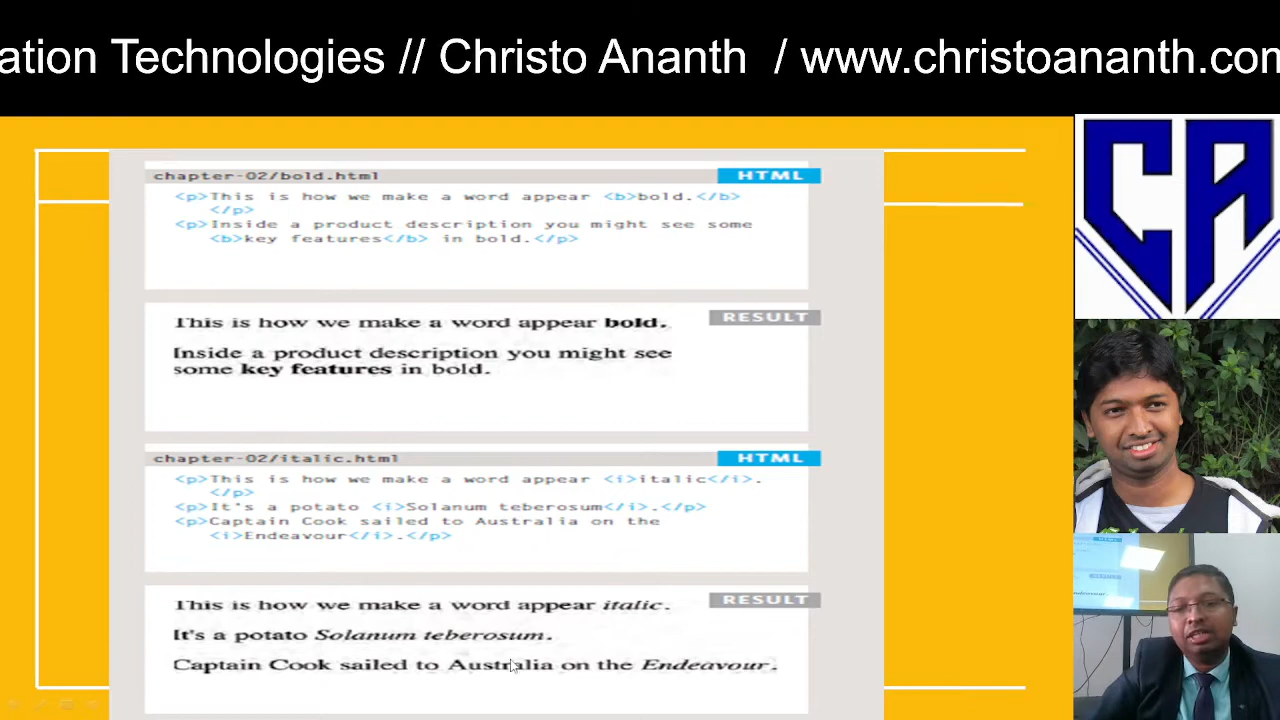 ation Technologies // Christo Ananth / www.christoananth.com
CA
chapter-02/bold.html
HTML
<p>This is how we make a word appear <b>bold.</b>
</p>
<p>Inside a product description you might see some
<b>key features</b> in bold.</p>
This is how we make a word appear bold.
RESULT
Inside a product description you might see
some key features in bold.
chapter-02/italic.html
HTML
<p>This is how we make a word appear <i>italic</i>.
</p>
<p>It's a potato <i>Solanum teberosum</i>.</p>
<p>Captain Cook sailed to Australia on the
<i>Endeavour</i>.</p>
This is how we make a word appear italic.
RESULT
It's a potato Solanum teberosum.
Captain Cook sailed to Australia on the Endeavour.